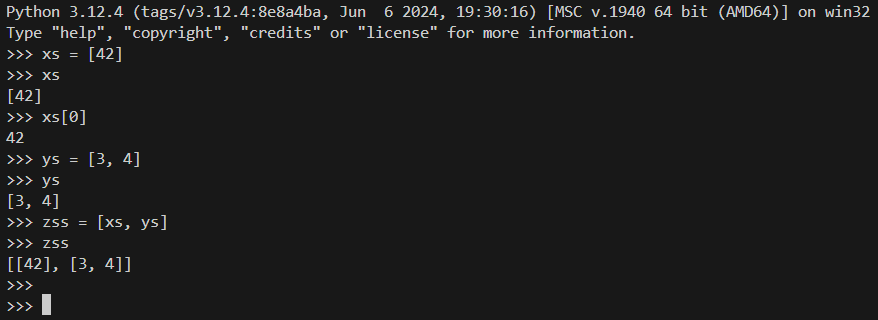 Python 3.12.4 (tags/v3.12.4:8e8a4ba, Jun  6 2024, 19:30:16) [MSC v.1940 64 bit (AMD64)] on win32
Type "help", "copyright", "credits" or "license" for more information.
>>> xs = [42]
>>> xs
[42]
>>> xs[0]
42
>>> ys = [3, 4]
>>> ys
[3, 4]
>>> zss = [xs, ys]
>>> zss
[[42], [3, 4]]
>>>
>>>